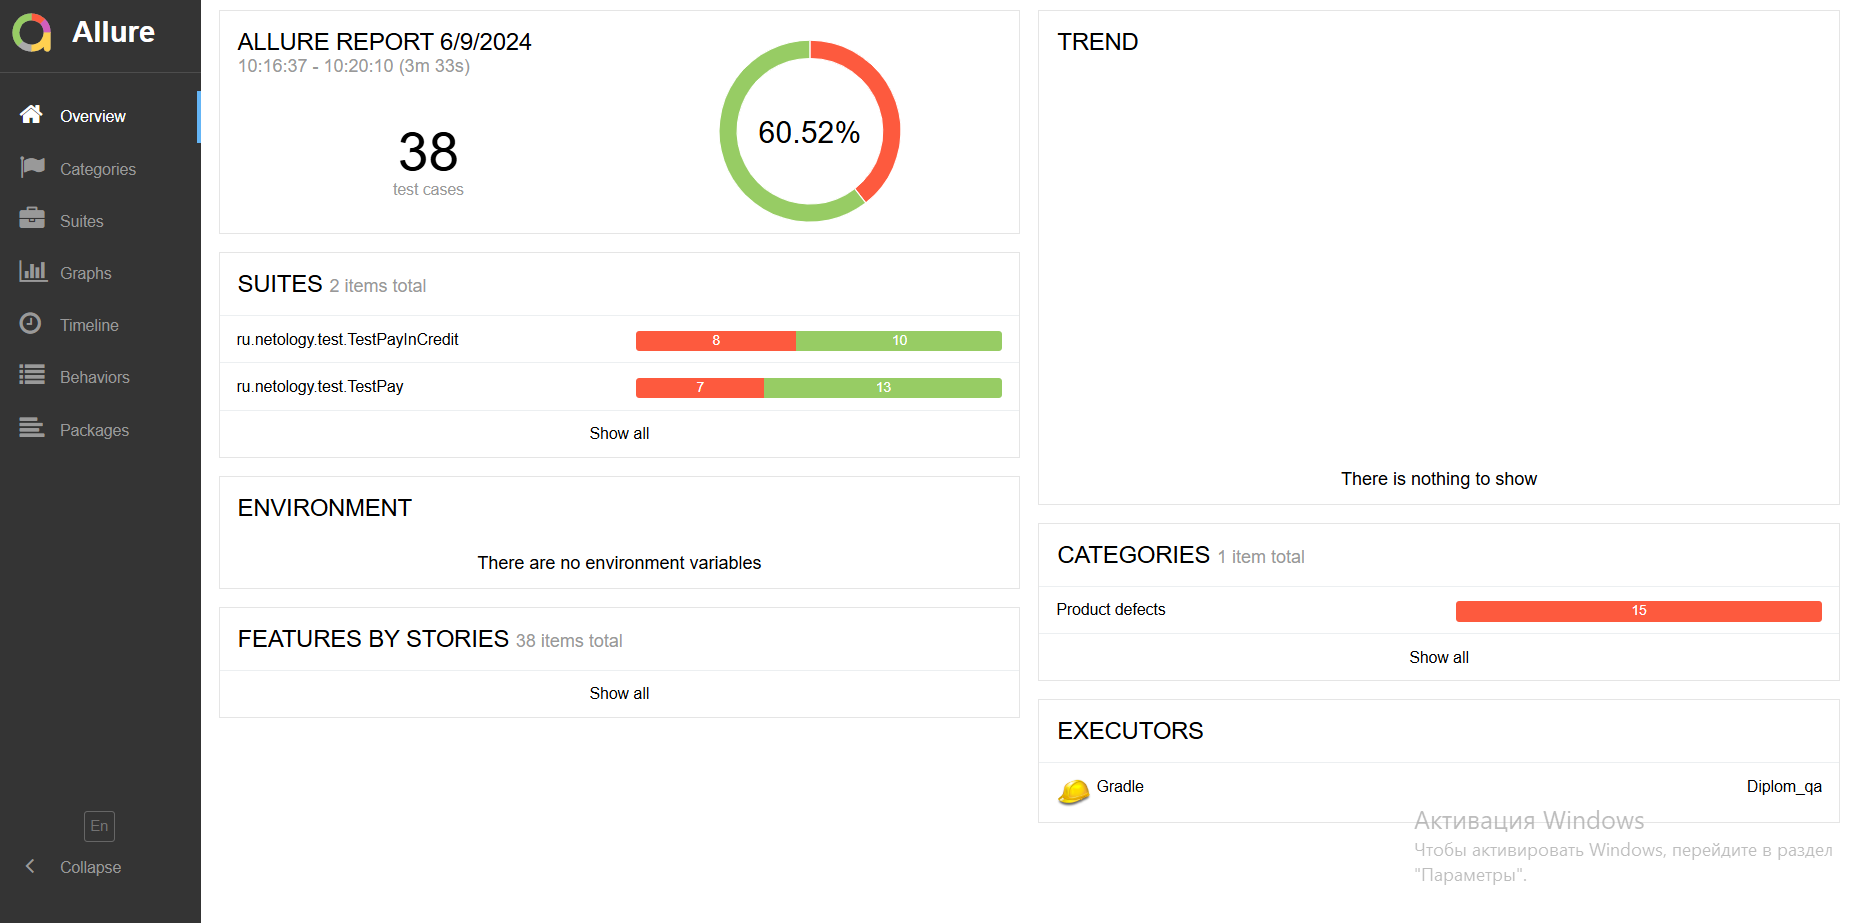 Allure
Overview
Categories
Suites
Graphs
Timeline
Behaviors
Packages
En
Collapse
ALLURE REPORT 6/9/2024
10:16:37 - 10:20:10 (3m 33s)
38
test cases
60.52%
SUITES 2 items total
ru.netology.test.TestPayInCredit 8 10
ru.netology.test.TestPay 7 13
Show all
ENVIRONMENT
There are no environment variables
FEATURES BY STORIES 38 items total
Show all
TREND
There is nothing to show
CATEGORIES 1 item total
Product defects 15
Show all
EXECUTORS
Gradle Diplom_qa
Активация Windows
Чтобы активировать Windows, перейдите в раздел
"Параметры".